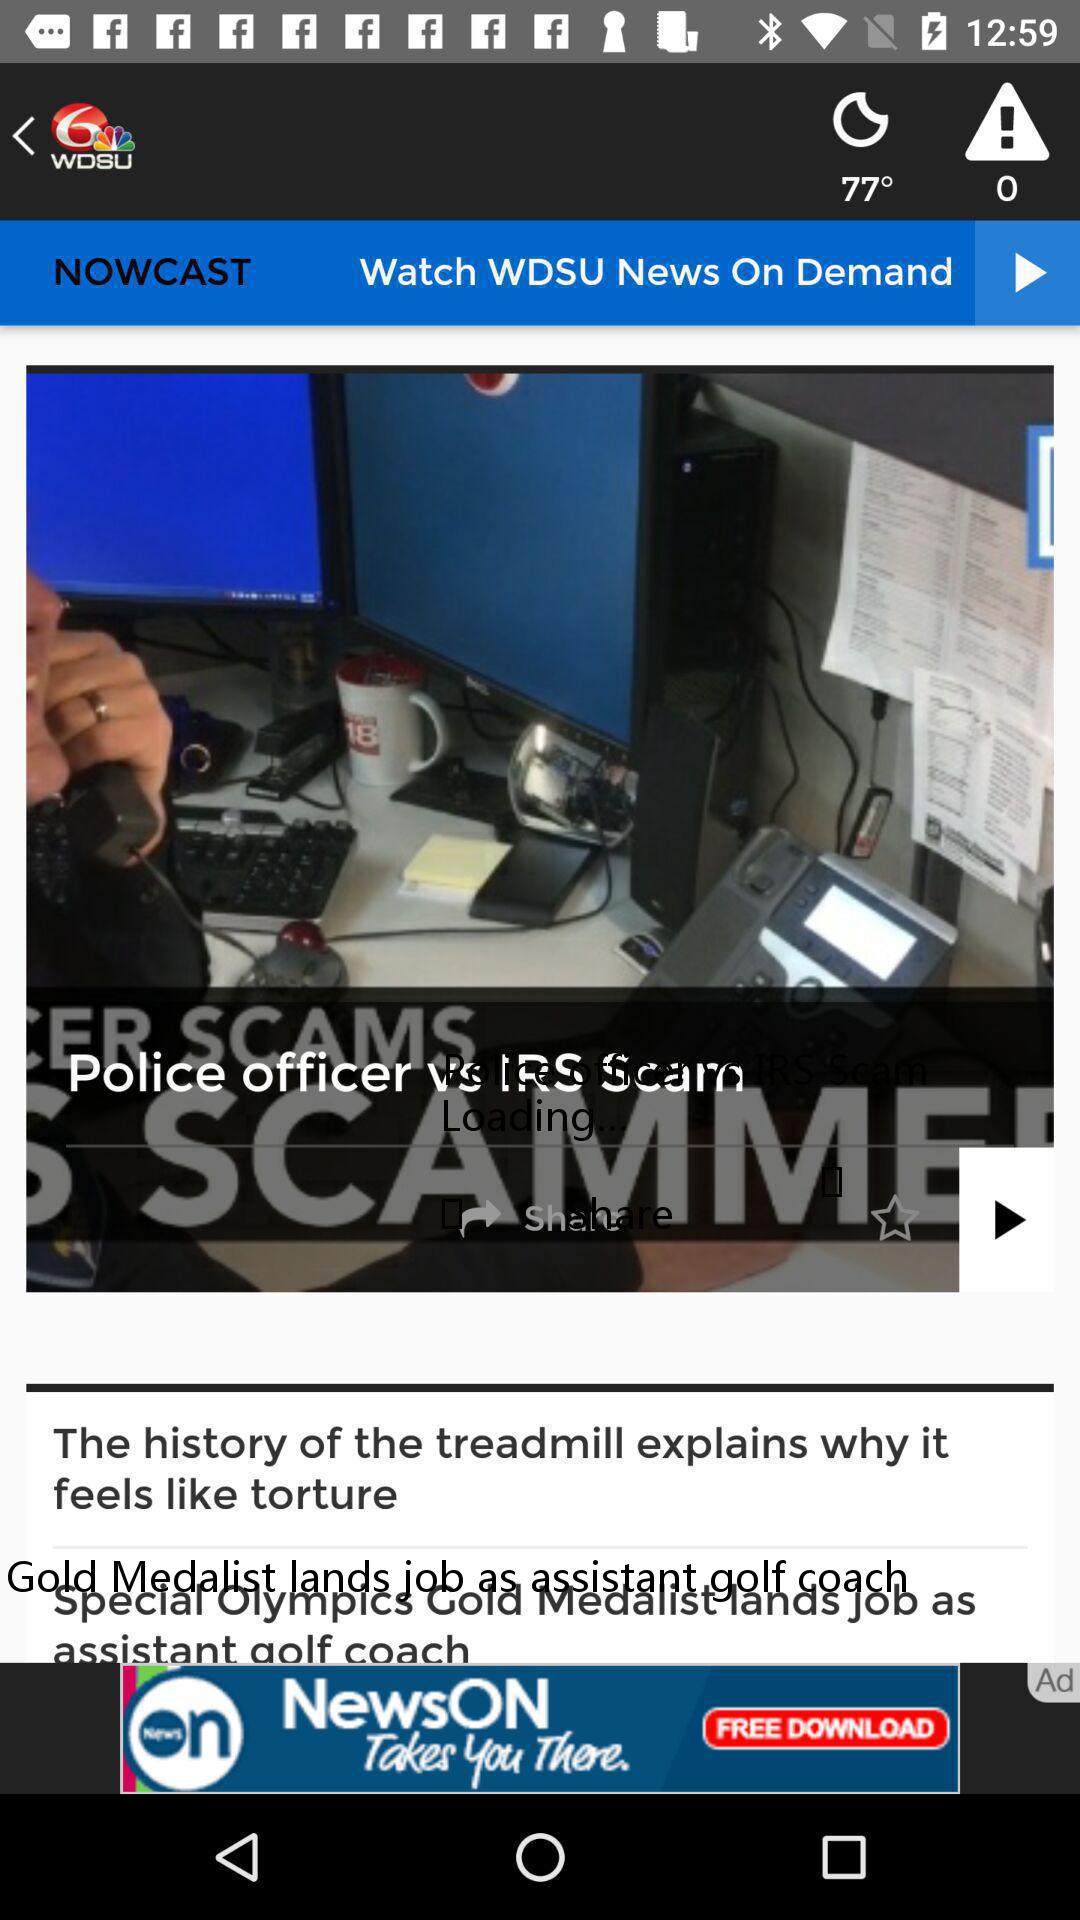 12:59
6
WDSU
77°
0
NOWCAST
Watch WDSU News On Demand
18
CER SCAMS
Police officer vs IRS Scam
Police officer vs IRS Scam
Loading...
S SCAMMER
Share
share
The history of the treadmill explains why it
feels like torture
Gold Medalist lands job as assistant golf coach
Special Olympics Gold Medalist lands job as
assistant golf coach
Ad
News on
NewsON
Takes You There.
FREE DOWNLOAD